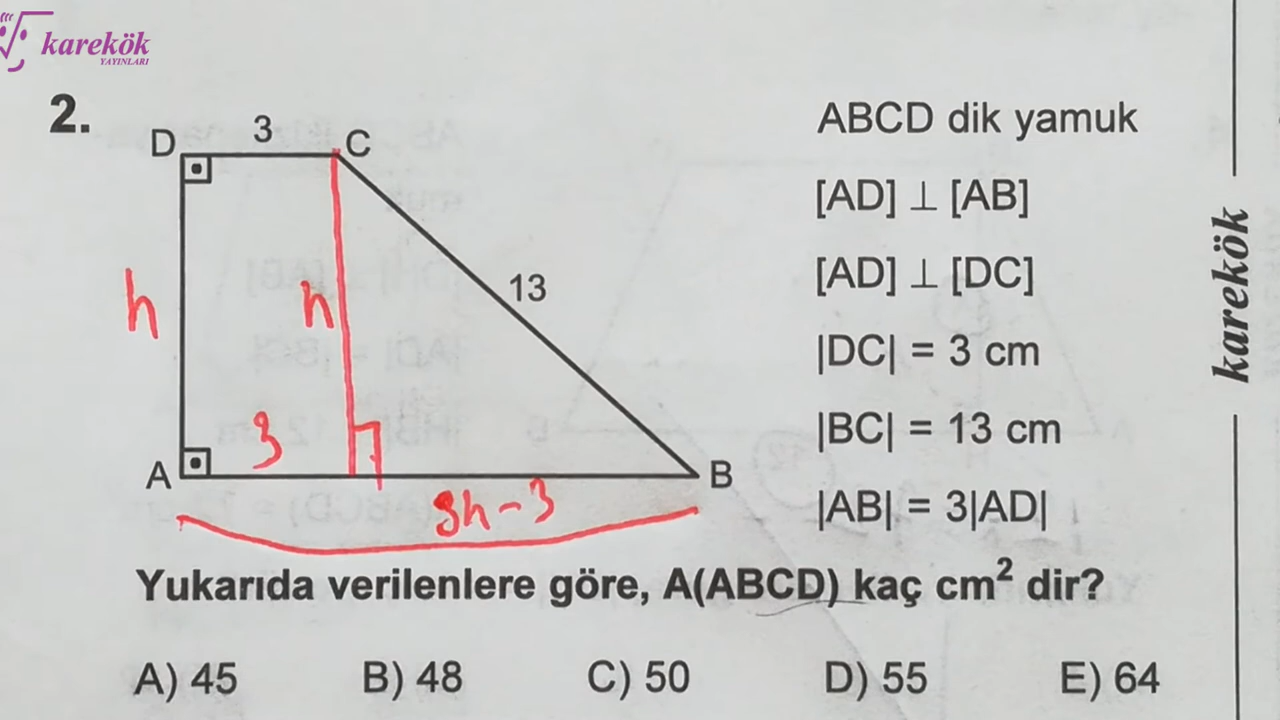 karekök
YAYINLARI
2.
D 3 C
ABCD dik yamuk
[AD] ⊥ [AB]
[AD] ⊥ [DC]
|DC| = 3 cm
|BC| = 13 cm
|AB| = 3|AD|
h h 13
3
A B
3h - 3
Yukarıda verilenlere göre, A(ABCD) kaç cm² dir?
A) 45 B) 48 C) 50 D) 55 E) 64
karekök